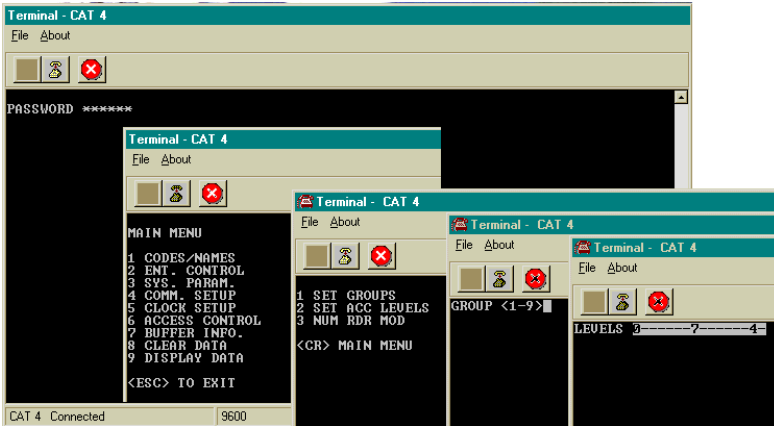 Terminal - CAT 4
File About
PASSWORD ******
Terminal - CAT 4
File About
MAIN MENU
1 CODES/NAMES
2 ENT. CONTROL
3 SYS. PARAM.
4 COMM. SETUP
5 CLOCK SETUP
6 ACCESS CONTROL
7 BUFFER INFO.
8 CLEAR DATA
9 DISPLAY DATA
<ESC> TO EXIT
Terminal - CAT 4
File About
1 SET GROUPS
2 SET ACC LEVELS
3 NUM RDR MOD
<CR> MAIN MENU
Terminal - CAT 4
File About
GROUP <1-9>
Terminal - CAT 4
File About
LEVELS 0------7------4-
CAT 4 Connected 9600